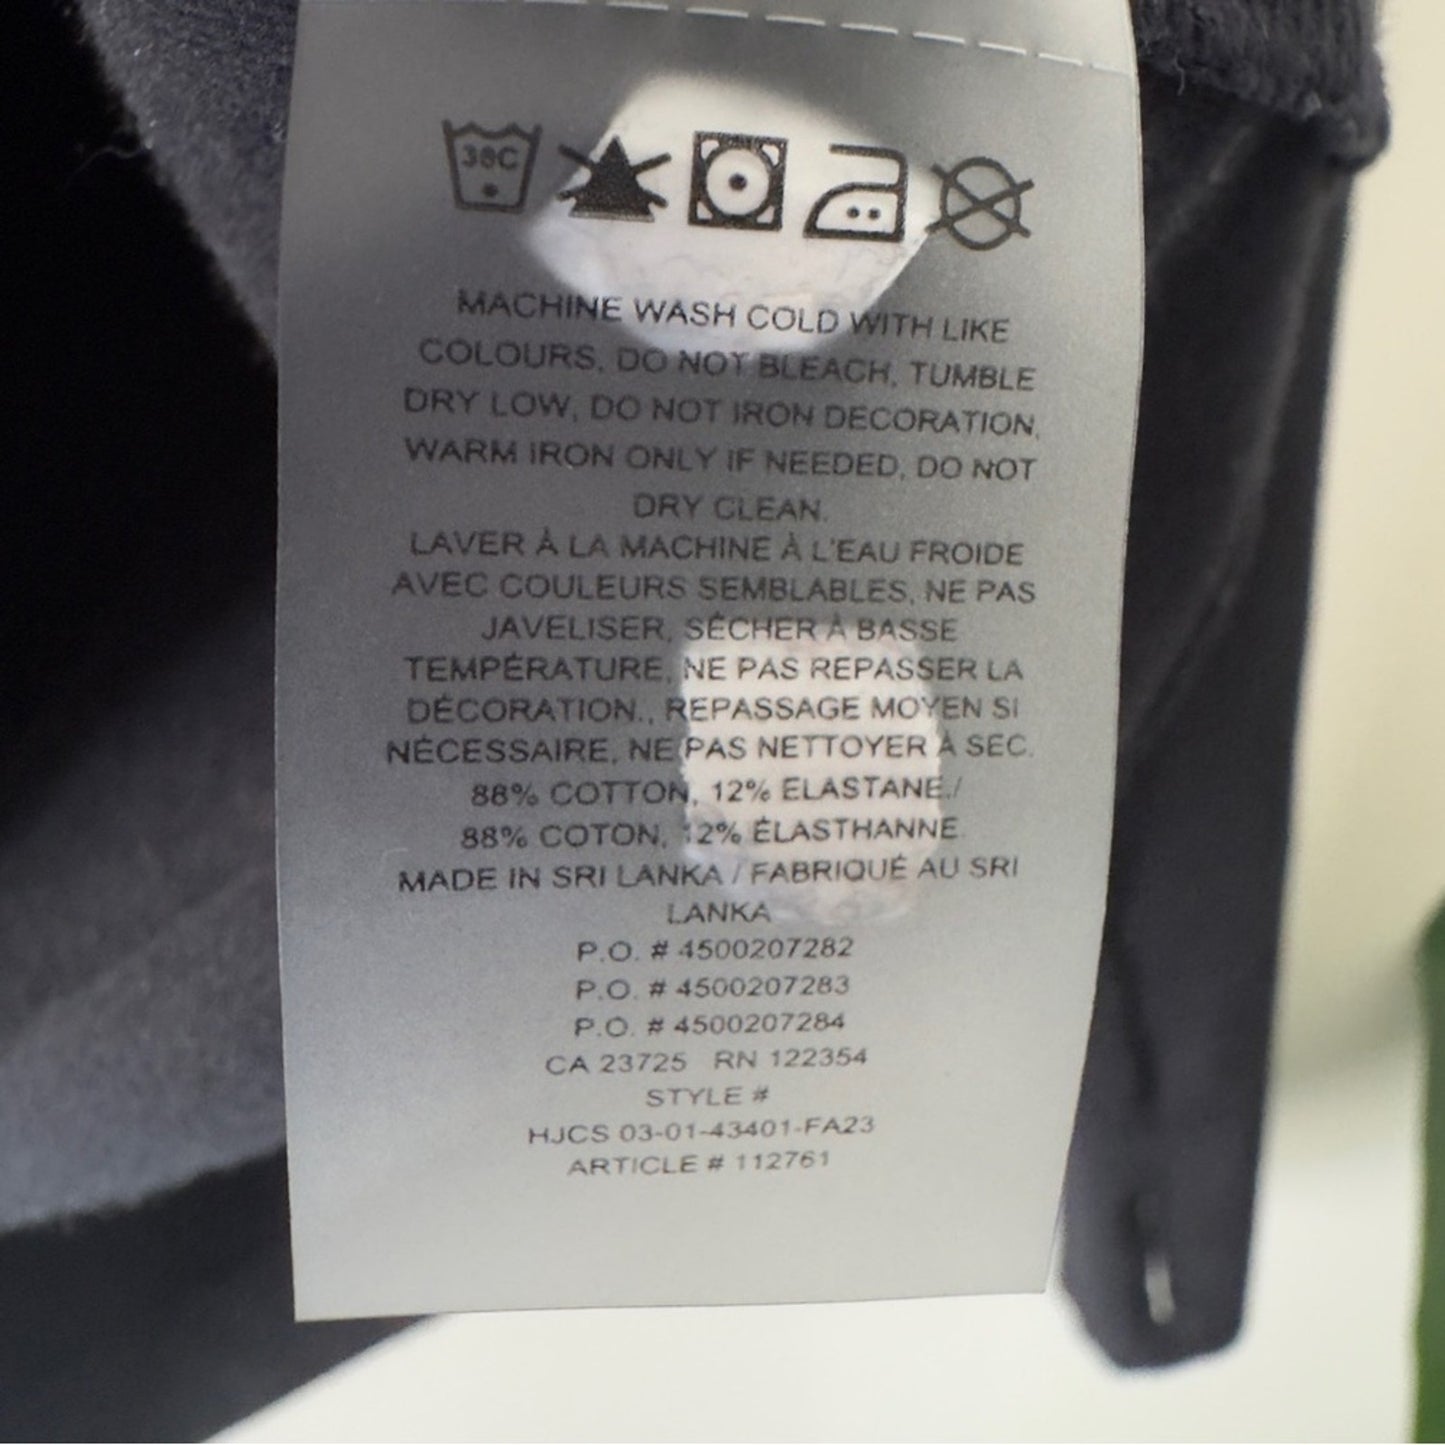 38C
MACHINE WASH COLD WITH LIKE
COLOURS, DO NOT BLEACH, TUMBLE
DRY LOW, DO NOT IRON DECORATION,
WARM IRON ONLY IF NEEDED, DO NOT
DRY CLEAN.
LAVER À LA MACHINE À L'EAU FROIDE
AVEC COULEURS SEMBLABLES, NE PAS
JAVELISER, SÉCHER À BASSE
TEMPÉRATURE, NE PAS REPASSER LA
DÉCORATION., REPASSAGE MOYEN SI
NÉCESSAIRE, NE PAS NETTOYER À SEC.
88% COTTON, 12% ELASTANE./
88% COTON, 12% ÉLASTHANNE.
MADE IN SRI LANKA / FABRIQUÉ AU SRI
LANKA
P.O. # 4500207282
P.O. # 4500207283
P.O. # 4500207284
CA 23725 RN 122354
STYLE #
HJCS 03-01-43401-FA23
ARTICLE # 112761